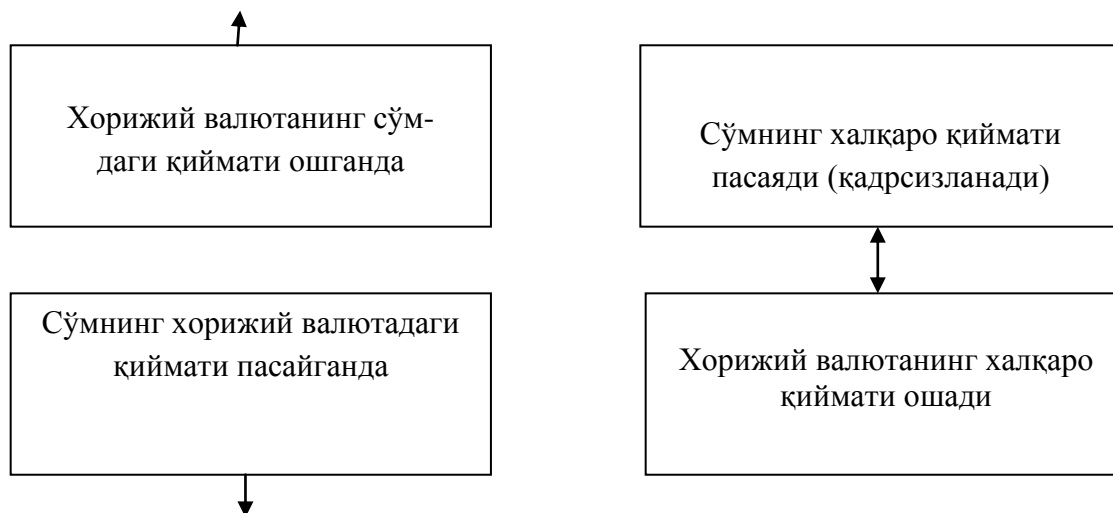 Хорижий валютанинг сўм-
даги қиймати ошганда
Сўмнинг халқаро қиймати
пасаяди (қадрсизланади)
Сўмнинг хорижий валютадаги
қиймати пасайганда
Хорижий валютанинг халқаро
қиймати ошади